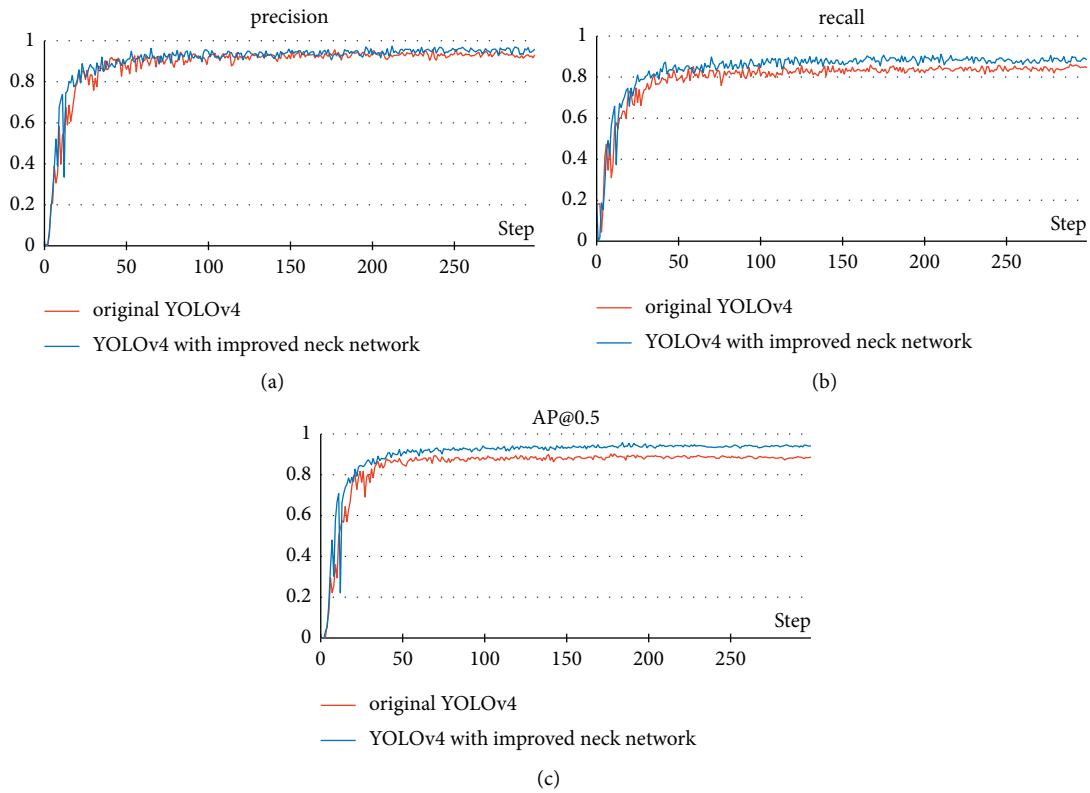 precision
1
0.8
0.6
0.4
0.2
0
Step
0 50 100 150 200 250
original YOLOv4
YOLOv4 with improved neck network
(a)
recall
1
0.8
0.6
0.4
0.2
0
Step
0 50 100 150 200 250
original YOLOv4
YOLOv4 with improved neck network
(b)
AP@0.5
1
0.8
0.6
0.4
0.2
0
Step
0 50 100 150 200 250
original YOLOv4
YOLOv4 with improved neck network
(c)